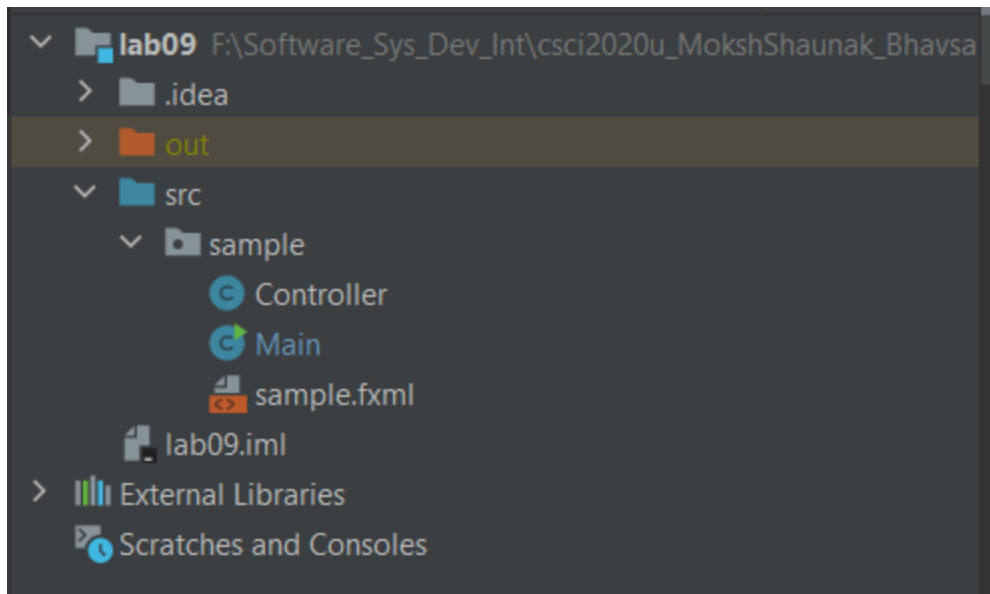 lab09 F:\Software_Sys_Dev_Int\csci2020u_MokshShaunak_Bhavsa
.idea
out
src
sample
Controller
Main
sample.fxml
lab09.iml
External Libraries
Scratches and Consoles